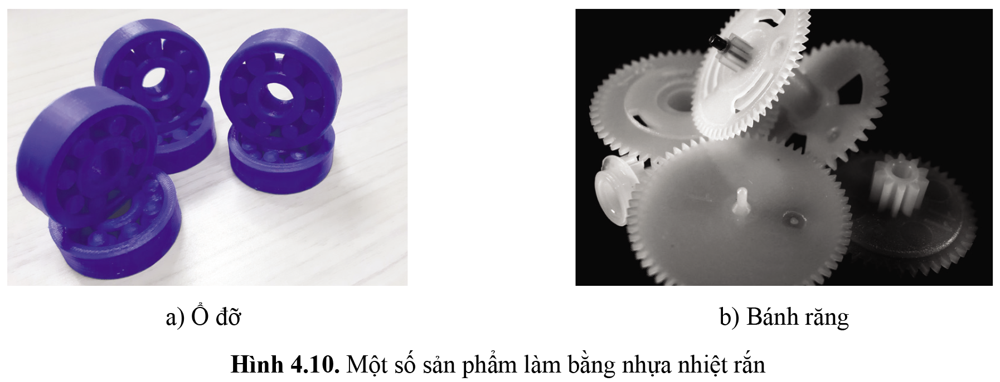 a) Ổ đỡ
b) Bánh răng
Hình 4.10. Một số sản phẩm làm bằng nhựa nhiệt rắn